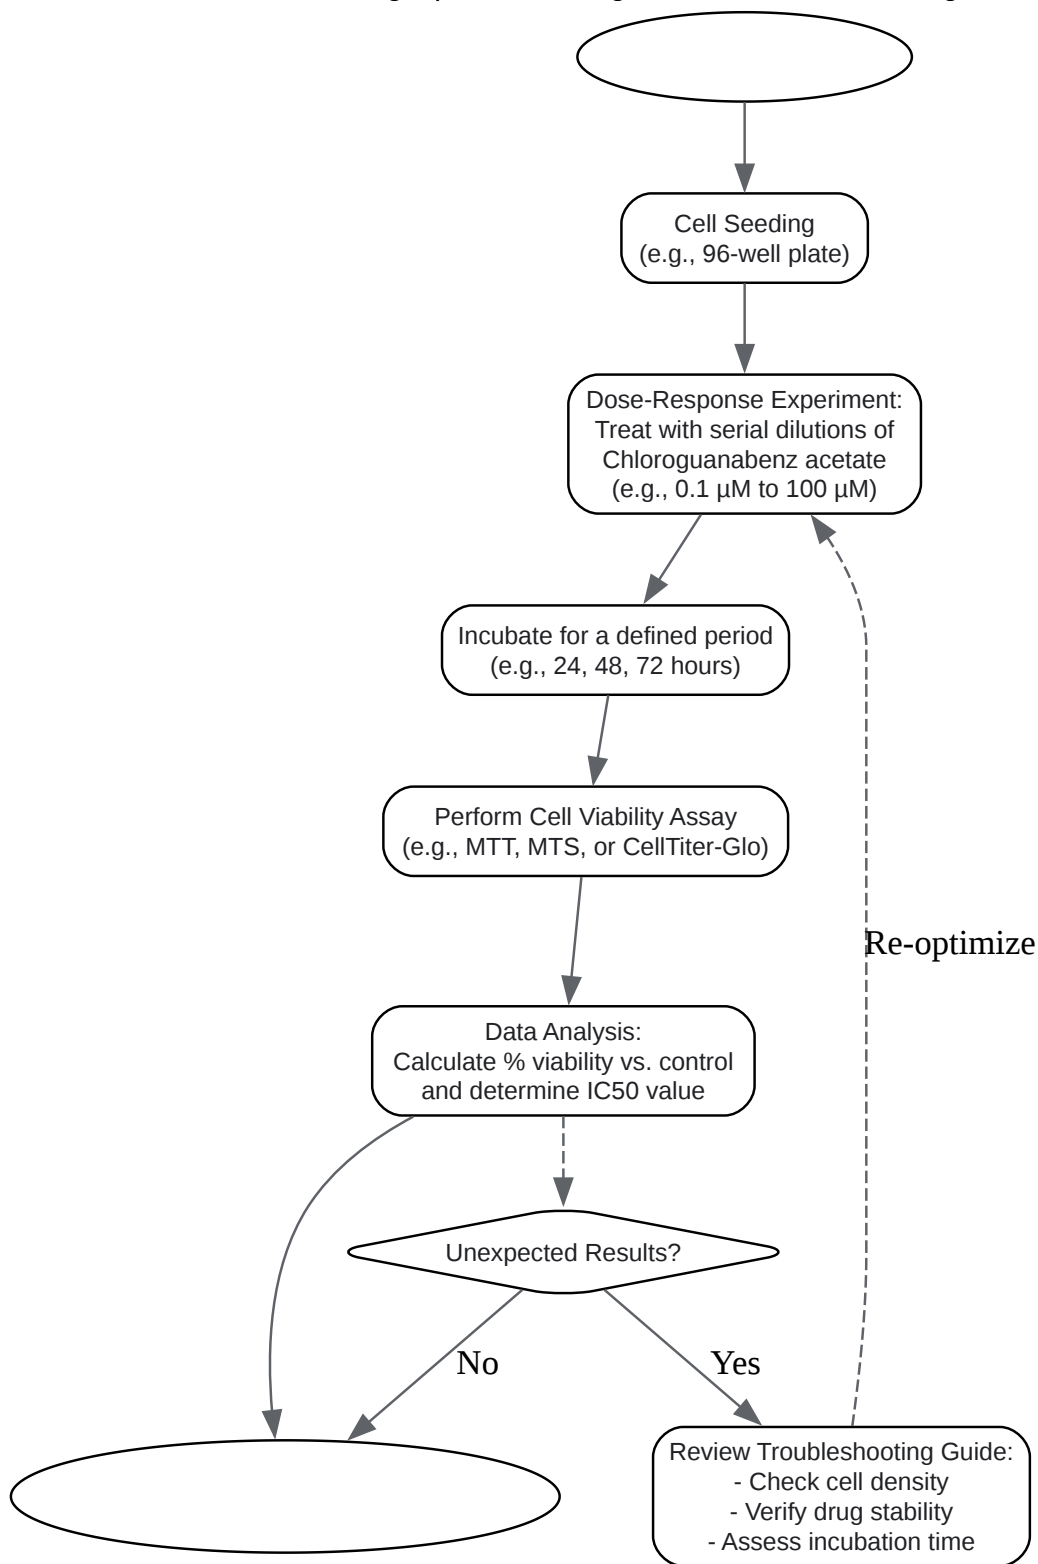 Cell Seeding
(e.g., 96-well plate)
Dose-Response Experiment:
Treat with serial dilutions of
Chloroguanabenz acetate
(e.g., 0.1 µM to 100 µM)
Incubate for a defined period
(e.g., 24, 48, 72 hours)
Perform Cell Viability Assay
(e.g., MTT, MTS, or CellTiter-Glo)
Re-optimize
Data Analysis:
Calculate % viability vs. control
and determine IC50 value
Unexpected Results?
No
Yes
Review Troubleshooting Guide:
- Check cell density
- Verify drug stability
- Assess incubation time